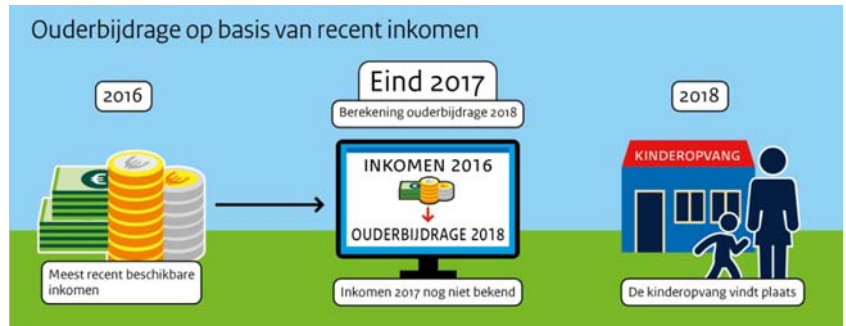 Ouderbijdrage op basis van recent inkomen
2016
Meest recent beschikbare
inkomen
Eind 2017
Berekening ouderbijdrage 2018
INKOMEN 2016
OUDERBIJDRAGE 2018
Inkomen 2017 nog niet bekend
2018
KINDEROPVANG
De kinderopvang vindt plaats